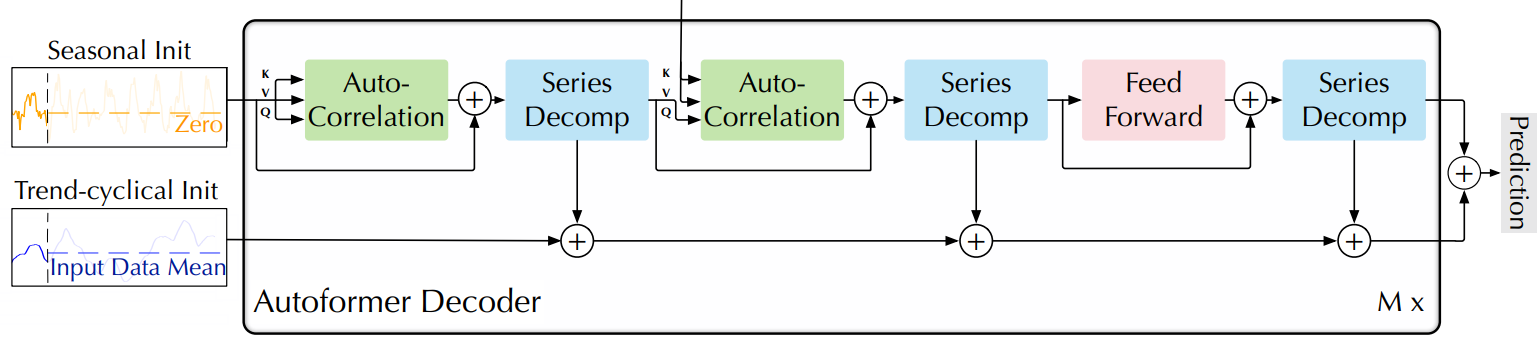 Seasonal Init
Zero
Trend-cyclical Init
Input Data Mean
K
V
Q
Auto-
Correlation
+
Series
Decomp
K
V
Q
Auto-
Correlation
+
Series
Decomp
Feed
Forward
+
Series
Decomp
+
+
+
+
Prediction
Autoformer Decoder
M x